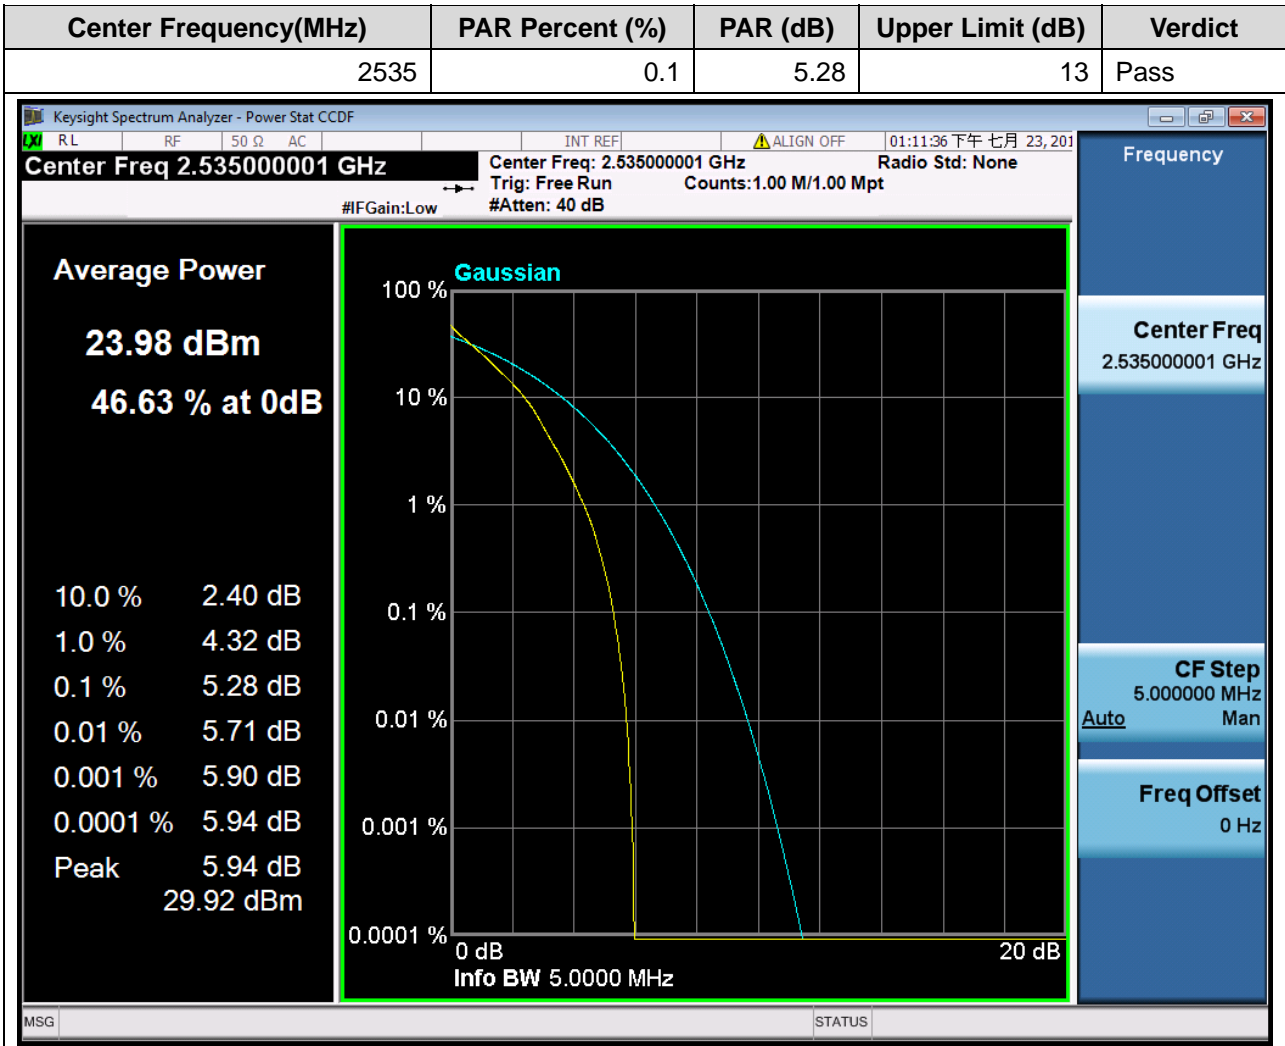 Center Frequency(MHz) PAR Percent (%) PAR (dB) Upper Limit (dB) Verdict
2535 0.1 5.28 13 Pass
Keysight Spectrum Analyzer - Power Stat CCDF
LXI RL RF 50 Ω AC INT REF ALIGN OFF 01:11:36 下午 七月 23, 201
Center Freq 2.535000001 GHz
Center Freq: 2.535000001 GHz Radio Std: None
Trig: Free Run Counts:1.00 M/1.00 Mpt
#IFGain:Low #Atten: 40 dB
Average Power
23.98 dBm
46.63 % at 0dB
10.0 % 2.40 dB
1.0 % 4.32 dB
0.1 % 5.28 dB
0.01 % 5.71 dB
0.001 % 5.90 dB
0.0001 % 5.94 dB
Peak 5.94 dB
29.92 dBm
Gaussian
100 %
10 %
1 %
0.1 %
0.01 %
0.001 %
0.0001 %
0 dB 20 dB
Info BW 5.0000 MHz
Frequency
Center Freq
2.535000001 GHz
CF Step
5.000000 MHz
Auto Man
Freq Offset
0 Hz
MSG STATUS